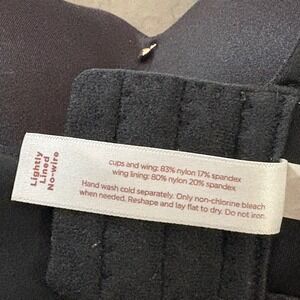 Lightly
Lined
No-wire
cups and wing: 83% nylon 17% spandex
wing lining: 80% nylon 20% spandex
Hand wash cold separately. Only non-chlorine bleach
when needed. Reshape and lay flat to dry. Do not iron.